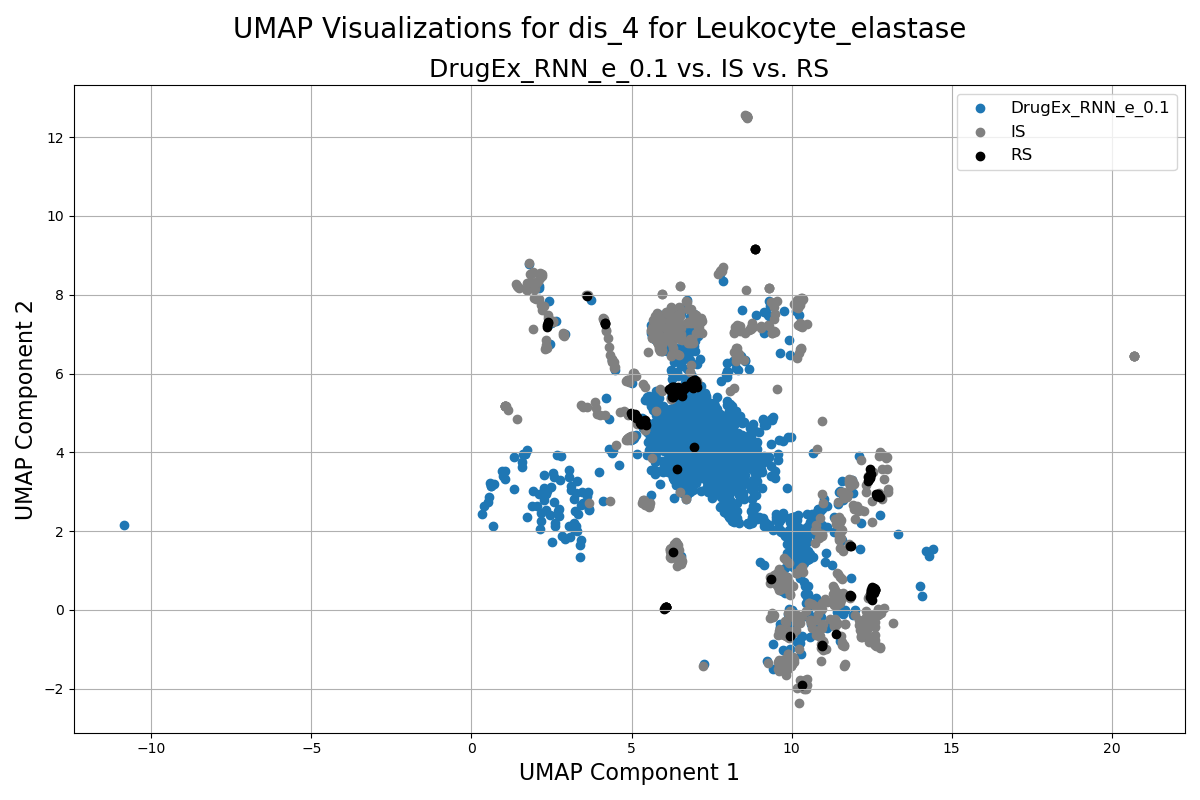 UMAP Visualizations for dis_4 for Leukocyte_elastase
DrugEx_RNN_e_0.1 vs. IS vs. RS
DrugEx_RNN_e_0.1
IS
RS
12
10
8
6
4
2
0
−2
UMAP Component 2
−10
−5
0
5
10
15
20
UMAP Component 1